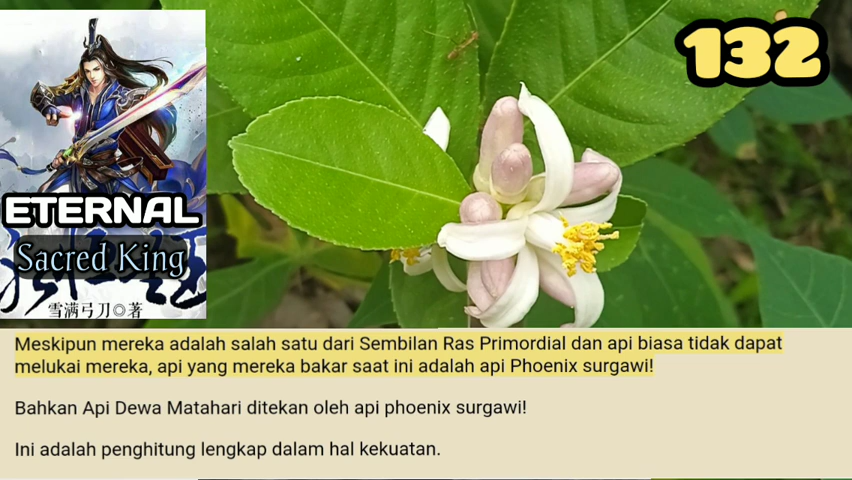 132
ETERNAL
Sacred King
雪满弓刀◎著
Meskipun mereka adalah salah satu dari Sembilan Ras Primordial dan api biasa tidak dapat
melukai mereka, api yang mereka bakar saat ini adalah api Phoenix surgawi!
Bahkan Api Dewa Matahari ditekan oleh api phoenix surgawi!
Ini adalah penghitung lengkap dalam hal kekuatan.